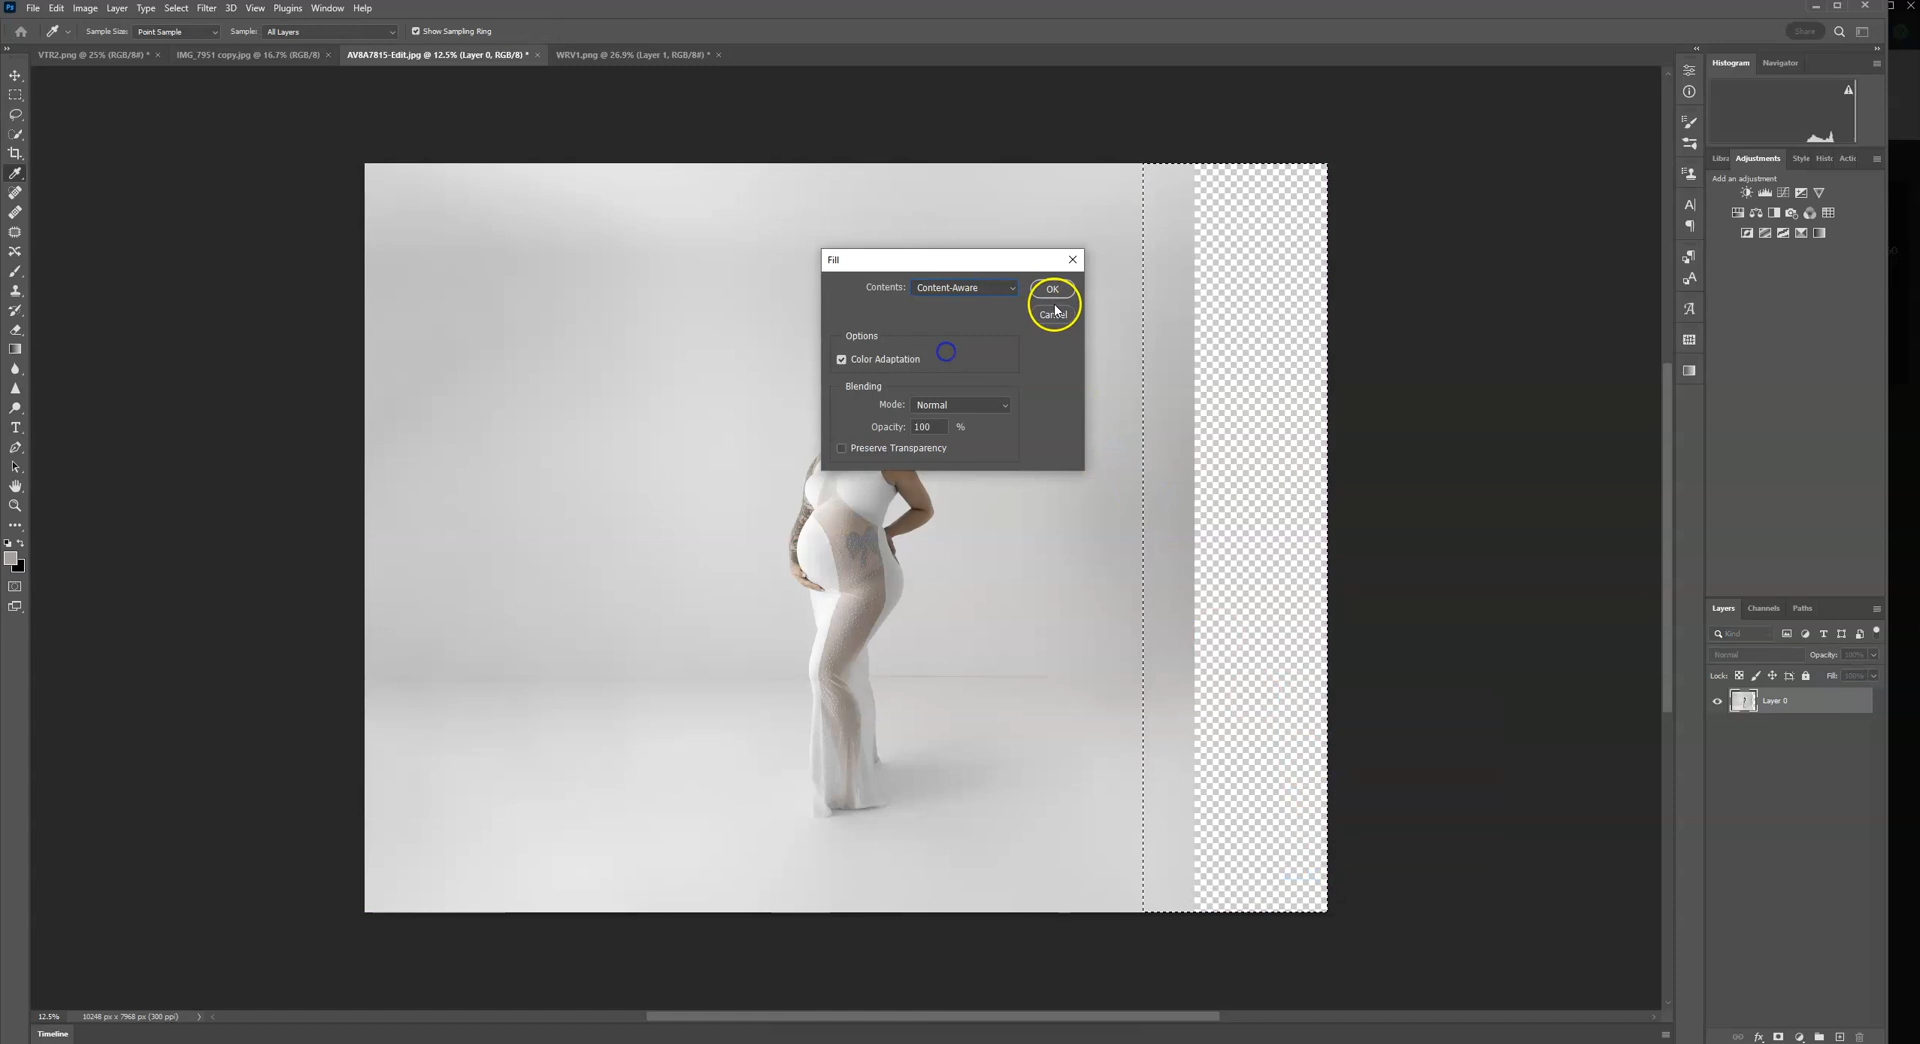 Ps File Edit Image Layer Type Select Filter 3D View Plugins Window Help
Sample Size: Point Sample Sample: All Layers Show Sampling Ring Share
VTR2.png @ 25% (RGB/8#) * × IMG_7951 copy.jpg @ 16.7% (RGB/8) × AV8A7815-Edit.jpg @ 12.5% (Layer 0, RGB/8) * × WRV1.png @ 26.9% (Layer 1, RGB/8#) * ×
Histogram Navigator
Libra Adjustments Style Histo Actio
Add an adjustment
Fill
Contents: Content-Aware OK
Cancel
Options
Color Adaptation
Blending
Mode: Normal
Opacity: 100 %
Preserve Transparency
Layers Channels Paths
Kind
Normal Opacity: 100%
Lock: Fill: 100%
Layer 0
12.5% 10248 px x 7968 px (300 ppi)
Timeline